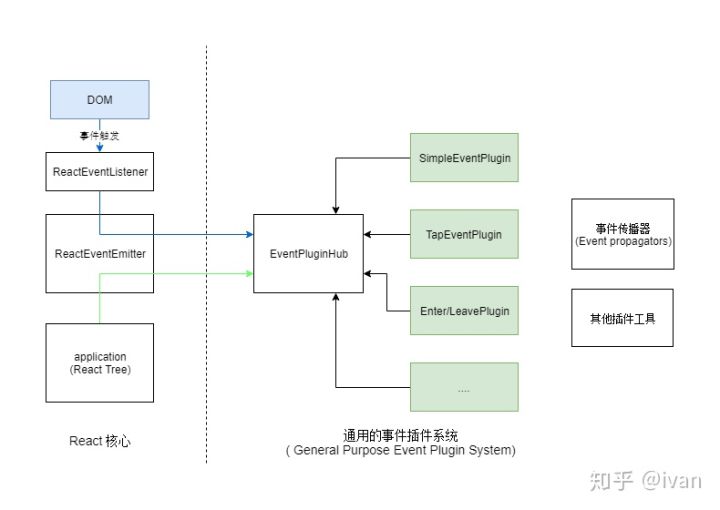 DOM
事件触发
ReactEventListener
ReactEventEmitter
application
(React Tree)
React 核心
EventPluginHub
SimpleEventPlugin
TapEventPlugin
Enter/LeavePlugin
....
事件传播器
(Event propagators)
其他插件工具
通用的事件插件系统
( General Purpose Event Plugin System)
知乎 @ivan